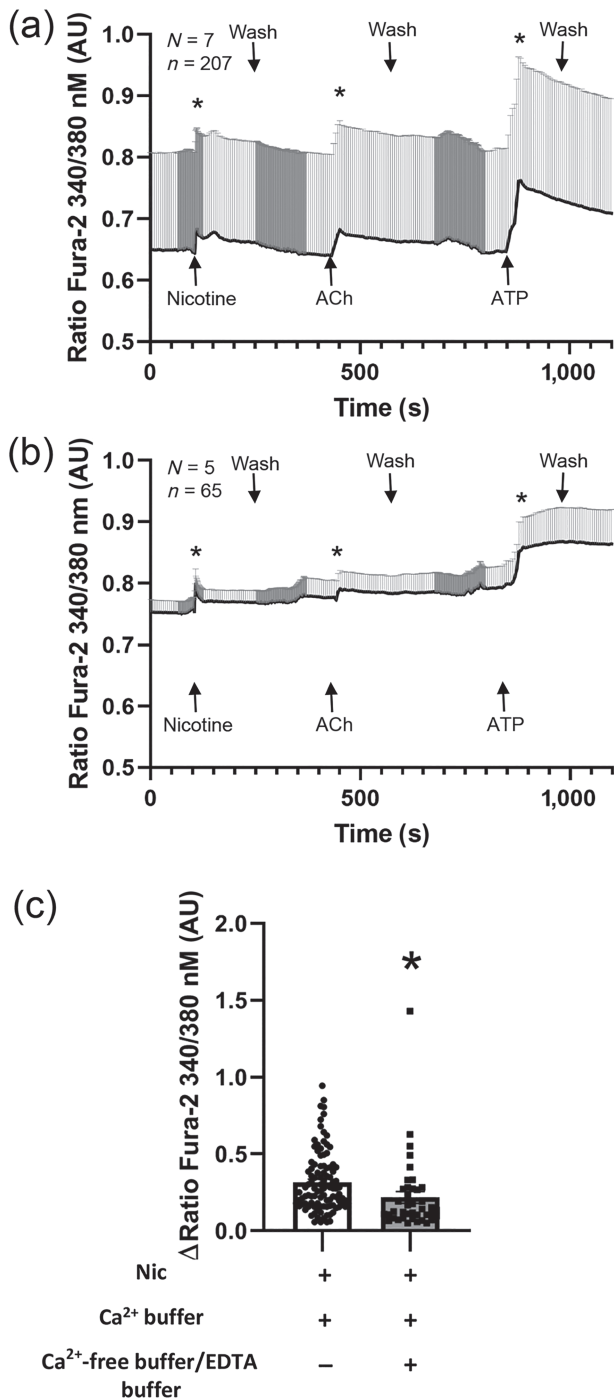 (a)
Ratio Fura-2 340/380 nM (AU)
1.0
0.9
0.8
0.7
0.6
0.5
N = 7
n = 207
Wash
Wash
Wash
*
*
*
Nicotine
ACh
ATP
0
500
1,000
Time (s)
(b)
Ratio Fura-2 340/380 nm (AU)
1.0
0.9
0.8
0.7
0.6
0.5
N = 5
n = 65
Wash
Wash
Wash
*
*
*
Nicotine
ACh
ATP
0
500
1,000
Time (s)
(c)
ΔRatio Fura-2 340/380 nM (AU)
2.0
1.5
1.0
0.5
0.0
*
Nic + +
Ca²⁺ buffer + +
Ca²⁺-free buffer/EDTA − +
buffer